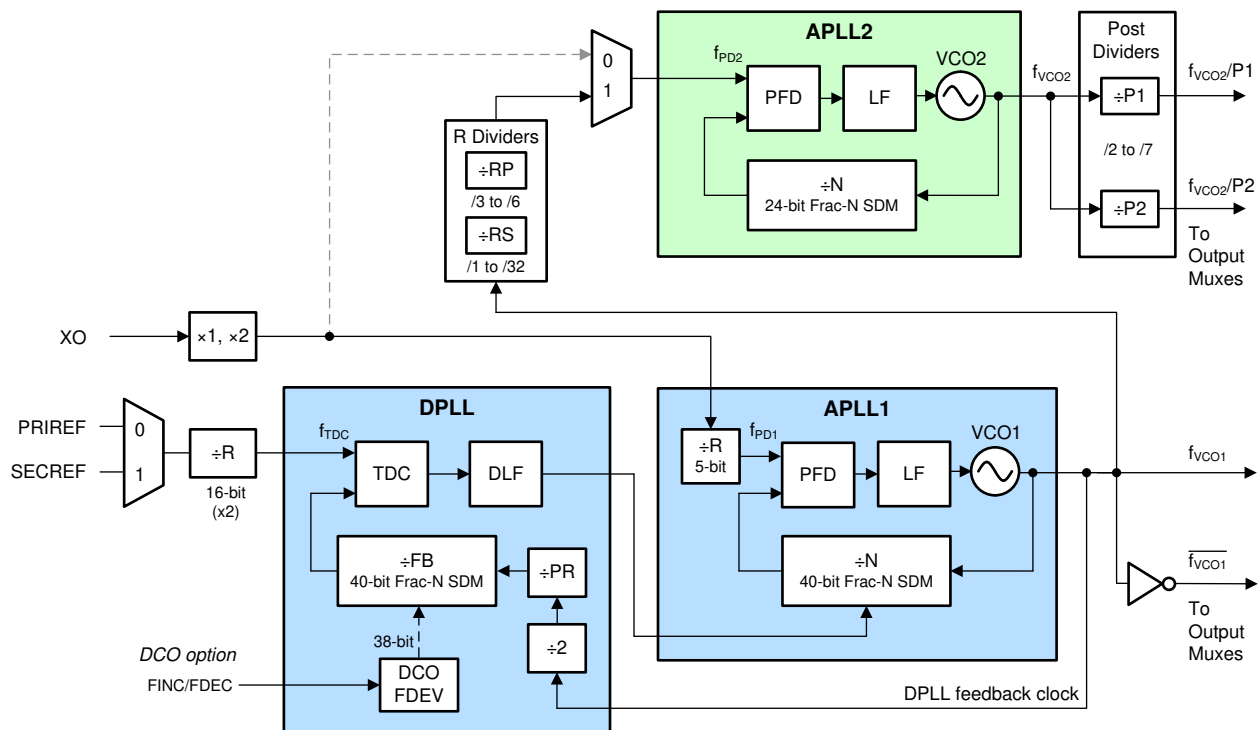 APLL2
Post
Dividers
0
1
f_PD2
VCO2
f_VCO2
PFD
LF
÷P1
f_VCO2/P1
R Dividers
÷RP
/3 to /6
÷RS
/1 to /32
÷N
24-bit Frac-N SDM
/2 to /7
÷P2
f_VCO2/P2
To
Output
Muxes
XO
×1, ×2
DPLL
APLL1
PRIREF
SECREF
0
1
÷R
16-bit
(x2)
f_TDC
TDC
DLF
÷R
5-bit
f_PD1
PFD
LF
VCO1
f_VCO1
÷FB
40-bit Frac-N SDM
÷PR
÷2
÷N
40-bit Frac-N SDM
f_VCO1
To
Output
Muxes
38-bit
DCO option
FINC/FDEC
DCO
FDEV
DPLL feedback clock